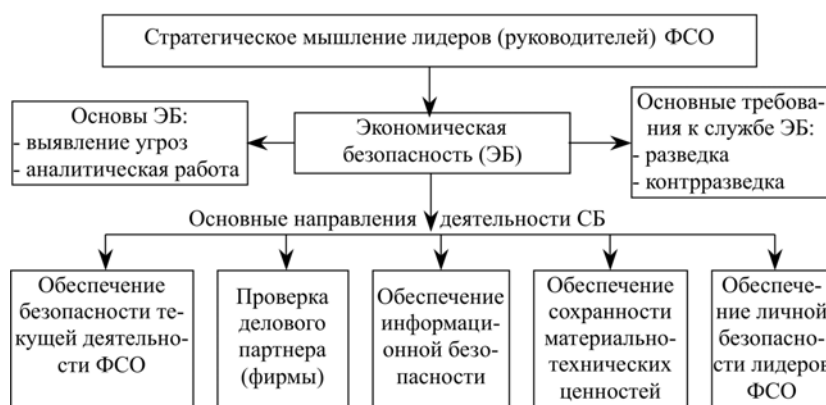 Стратегическое мышление лидеров (руководителей) ФСО
Основы ЭБ:
- выявление угроз
- аналитическая работа
Экономическая
безопасность (ЭБ)
Основные требова-
ния к службе ЭБ:
- разведка
- контрразведка
Основные направления деятельности СБ
Обеспечение
безопасности те-
кущей деятельно-
сти ФСО
Проверка
делового
партнера
(фирмы)
Обеспечение
информаци-
онной безо-
пасности
Обеспечение
сохранности
материально-
технических
ценностей
Обеспече-
ние личной
безопасно-
сти лидеров
ФСО